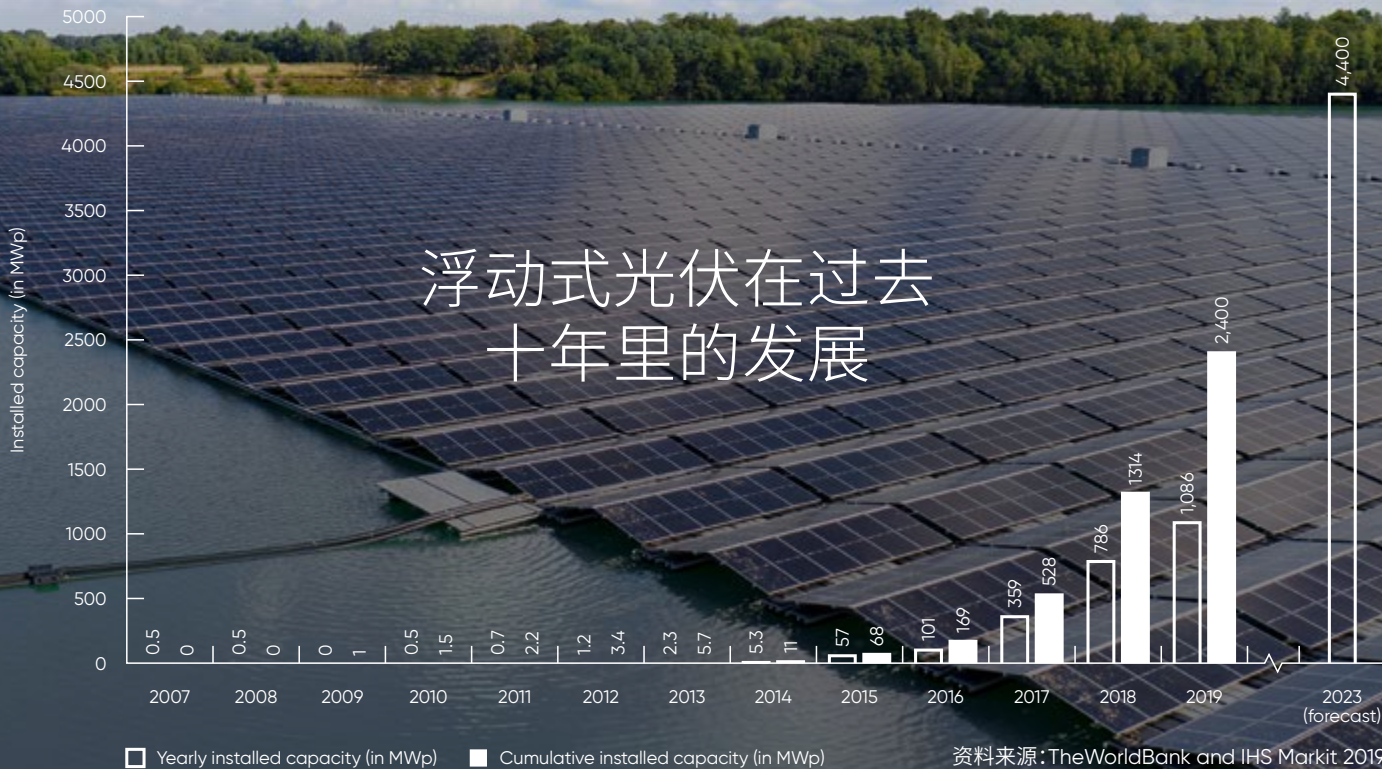 5000
4500
4000
3500
3000
2500
2000
1500
1000
500
0
Installed capacity (in MWp)
浮动式光伏在过去
十年里的发展
0.5 0 0.5 0 0 1 0.5 1.5 0.7 2.2 1.2 3.4 2.3 5.7 5.3 11 57 68 101 169 359 528 786 1314 1,086 2,400 4,400
2007 2008 2009 2010 2011 2012 2013 2014 2015 2016 2017 2018 2019 2023
(forecast)
Yearly installed capacity (in MWp) Cumulative installed capacity (in MWp)
资料来源:TheWorldBank and IHS Markit 2019